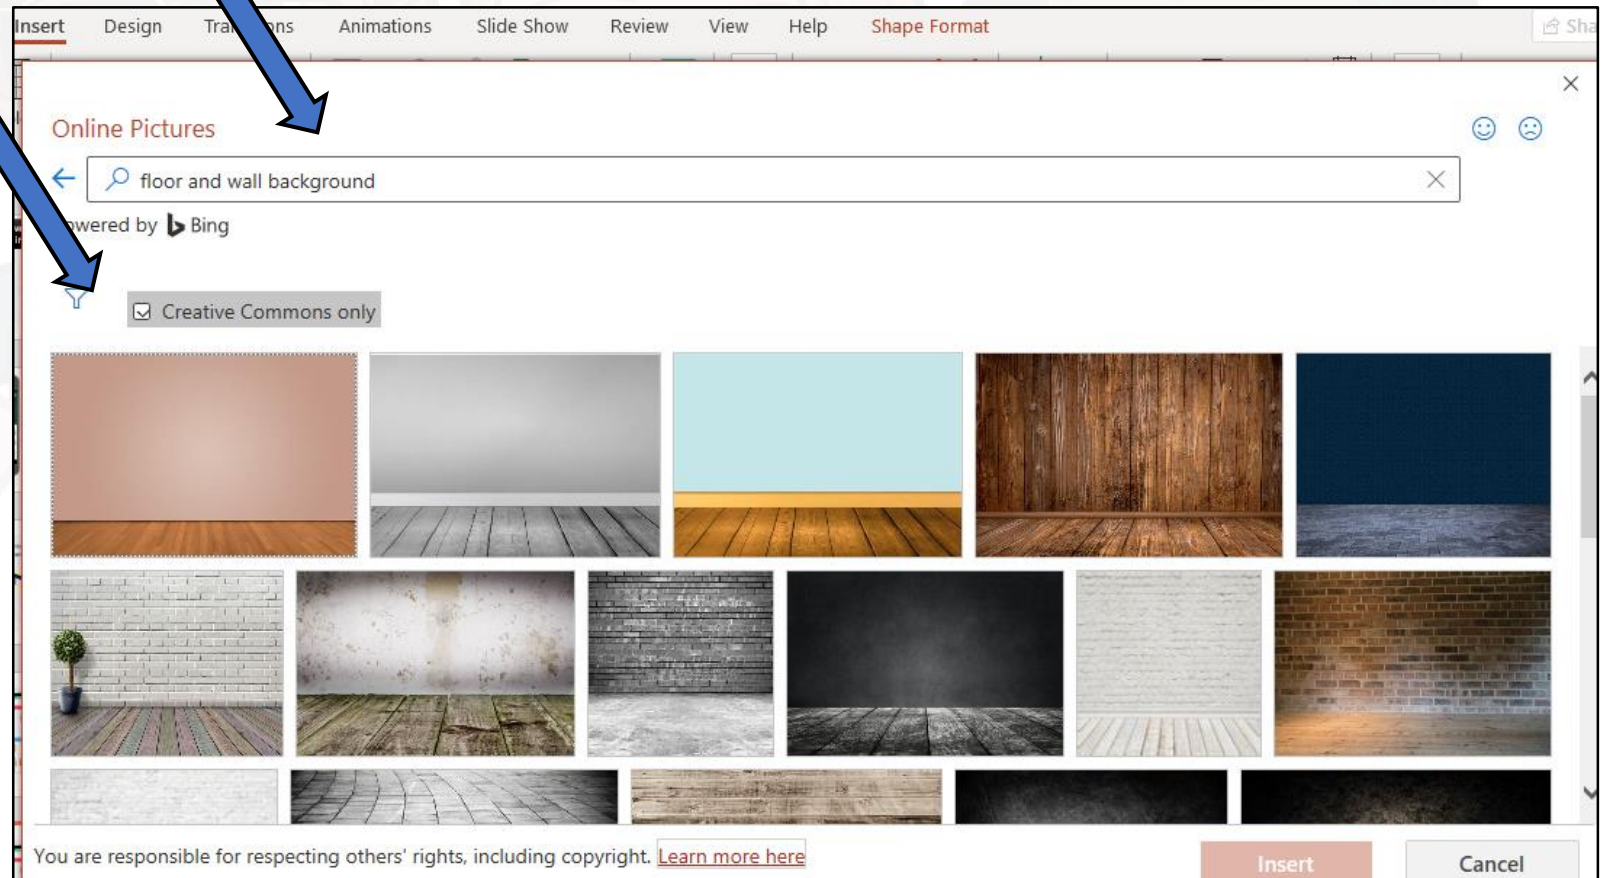 Insert Design Animations Slide Show Review View Help Shape Format
Online Pictures
floor and wall background
by Bing
Creative Commons only
You are responsible for respecting others' rights, including copyright. Learn more here
Insert Cancel